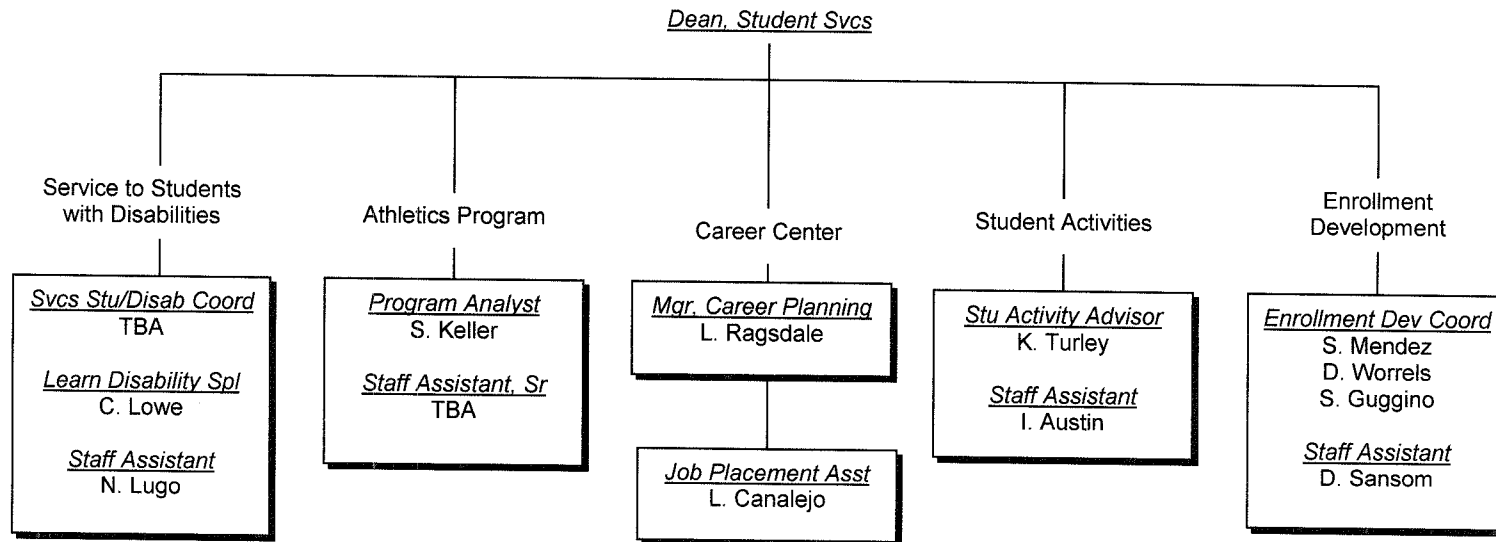 Dean, Student Svcs
Service to Students
with Disabilities
Svcs Stu/Disab Coord
TBA
Learn Disability Spl
C. Lowe
Staff Assistant
N. Lugo
Athletics Program
Program Analyst
S. Keller
Staff Assistant, Sr
TBA
Career Center
Mgr, Career Planning
L. Ragsdale
Job Placement Asst
L. Canalejo
Student Activities
Stu Activity Advisor
K. Turley
Staff Assistant
I. Austin
Enrollment
Development
Enrollment Dev Coord
S. Mendez
D. Worrels
S. Guggino
Staff Assistant
D. Sansom